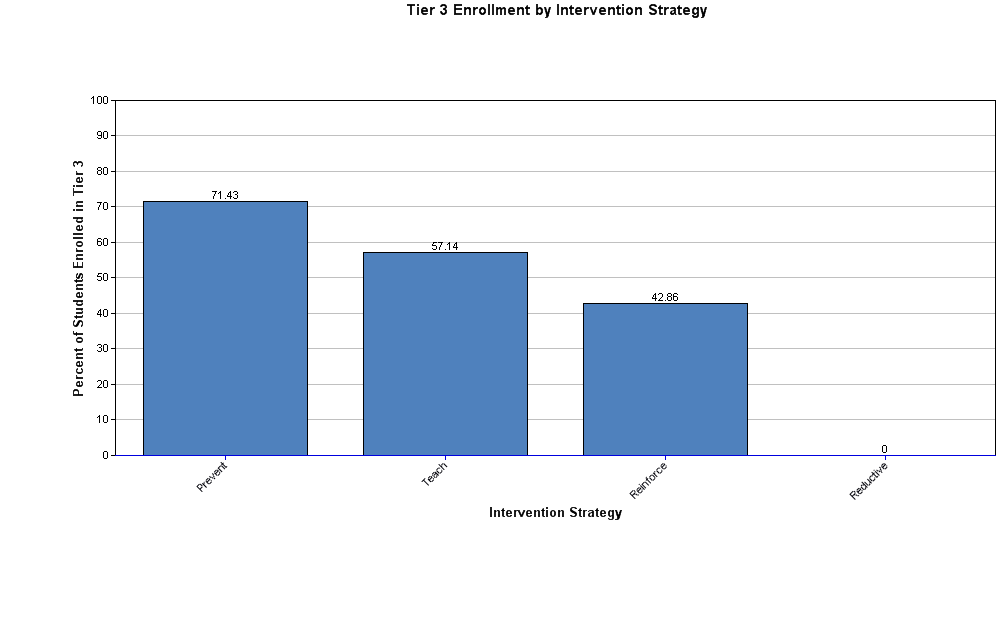 Tier 3 Enrollment by Intervention Strategy
Percent of Students Enrolled in Tier 3
100
90
80
70
60
50
40
30
20
10
0
71.43
57.14
42.86
0
Prevent
Teach
Reinforce
Reductive
Intervention Strategy